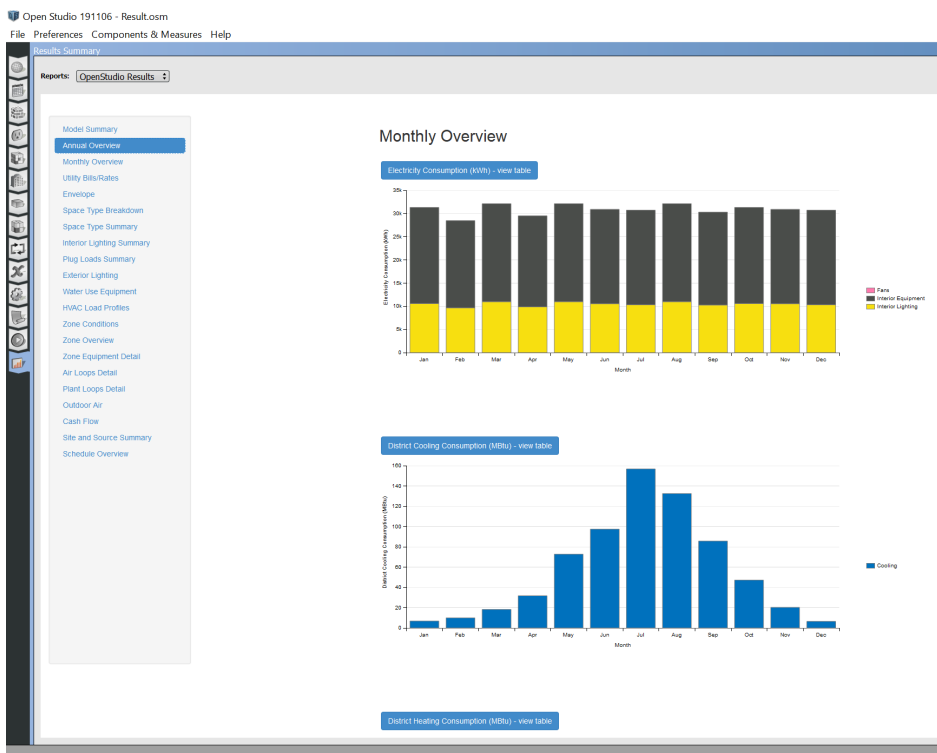 Open Studio 191106 - Result.osm
File Preferences Components & Measures Help
Results Summary
Reports: OpenStudio Results
Model Summary
Annual Overview
Monthly Overview
Utility Bills/Rates
Envelope
Space Type Breakdown
Space Type Summary
Interior Lighting Summary
Plug Loads Summary
Exterior Lighting
Water Use Equipment
HVAC Load Profiles
Zone Conditions
Zone Overview
Zone Equipment Detail
Air Loops Detail
Plant Loops Detail
Outdoor Air
Cash Flow
Site and Source Summary
Schedule Overview
Monthly Overview
Electricity Consumption (kWh) - view table
Electricity Consumption (kWh)
35k
30k
25k
20k
15k
10k
5k
0
Jan Feb Mar Apr May Jun Jul Aug Sep Oct Nov Dec
Month
Fans
Interior Equipment
Interior Lighting
District Cooling Consumption (MBtu) - view table
District Cooling Consumption (MBtu)
160
140
120
100
80
60
40
20
0
Jan Feb Mar Apr May Jun Jul Aug Sep Oct Nov Dec
Month
Cooling
District Heating Consumption (MBtu) - view table